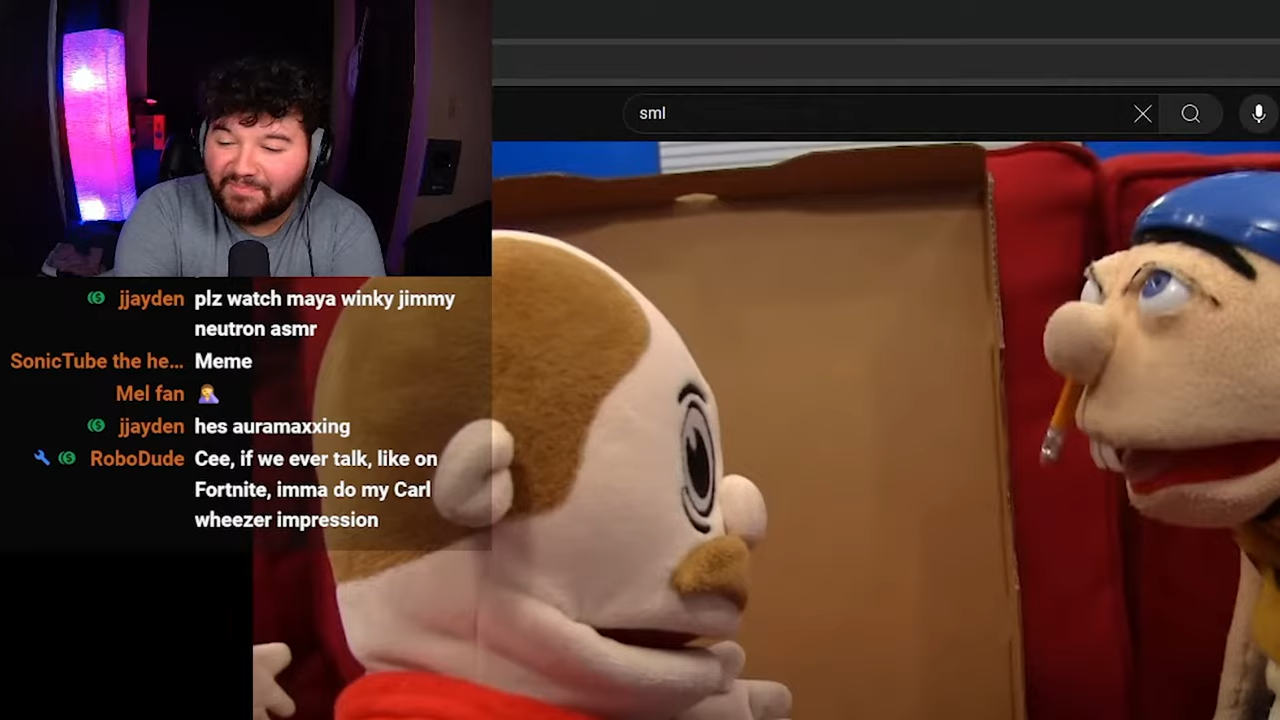 sml
jjayden plz watch maya winky jimmy
neutron asmr
SonicTube the he... Meme
Mel fan 🤦
jjayden hes auramaxxing
RoboDude Cee, if we ever talk, like on
Fortnite, imma do my Carl
wheezer impression